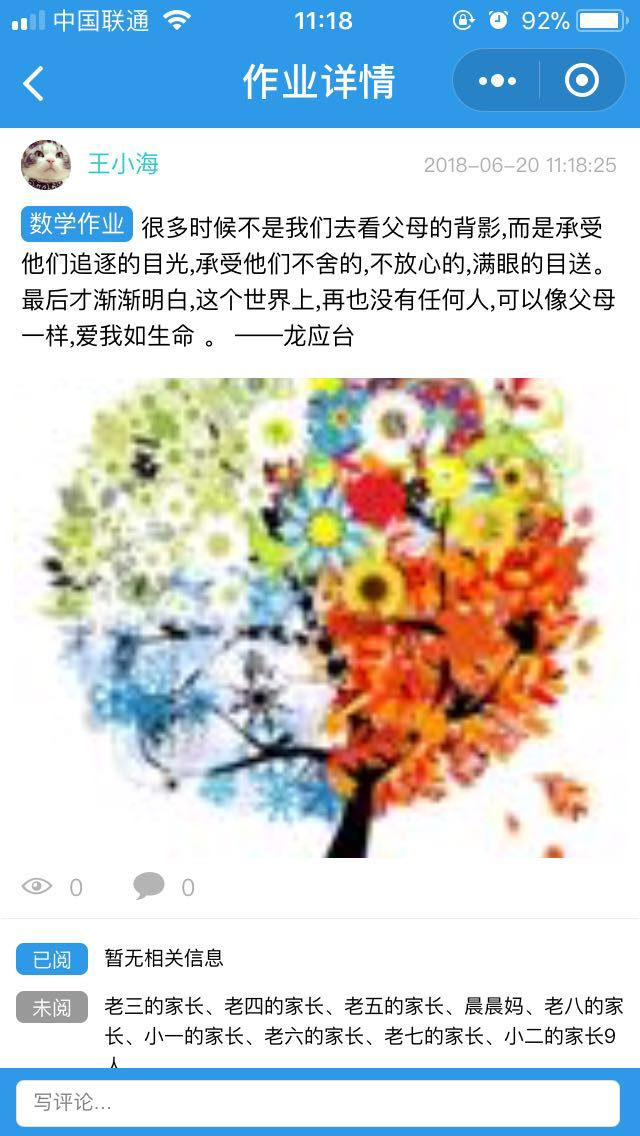 中国联通 11:18 92%
作业详情
王小海 2018-06-20 11:18:25
数学作业 很多时候不是我们去看父母的背影,而是承受
他们追逐的目光,承受他们不舍的,不放心的,满眼的目送。
最后才渐渐明白,这个世界上,再也没有任何人,可以像父母
一样,爱我如生命 。 ——龙应台
0 0
已阅 暂无相关信息
未阅 老三的家长、老四的家长、老五的家长、晨晨妈、老八的家
长、小一的家长、老六的家长、老七的家长、小二的家长9
人
写评论...